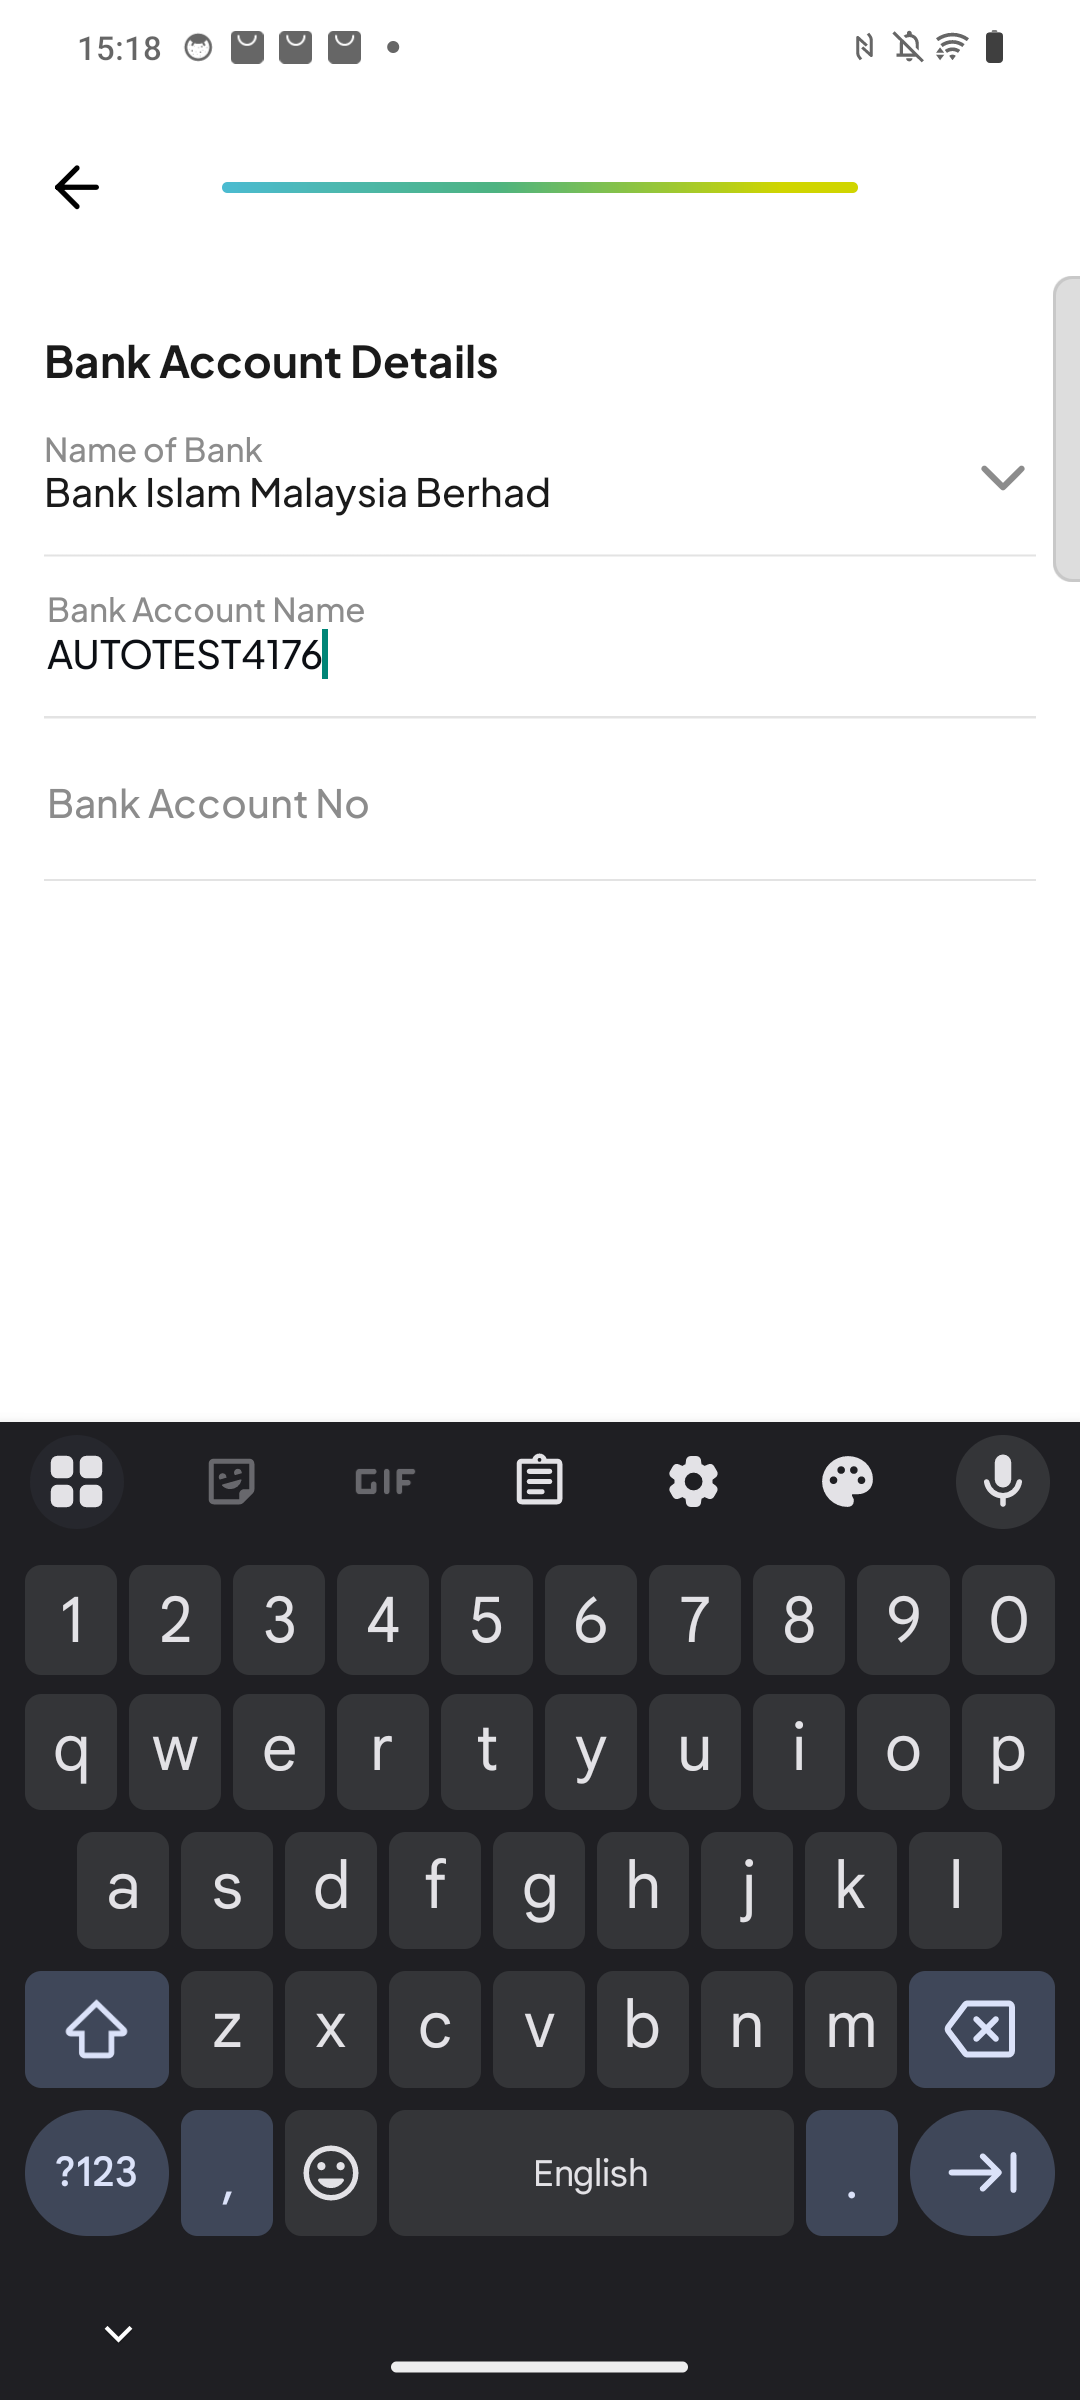 15:18
Bank Account Details
Name of Bank
Bank Islam Malaysia Berhad
Bank Account Name
AUTOTEST4176
Bank Account No
GIF
1 2 3 4 5 6 7 8 9 0
q w e r t y u i o p
a s d f g h j k l
z x c v b n m
?123 , English .